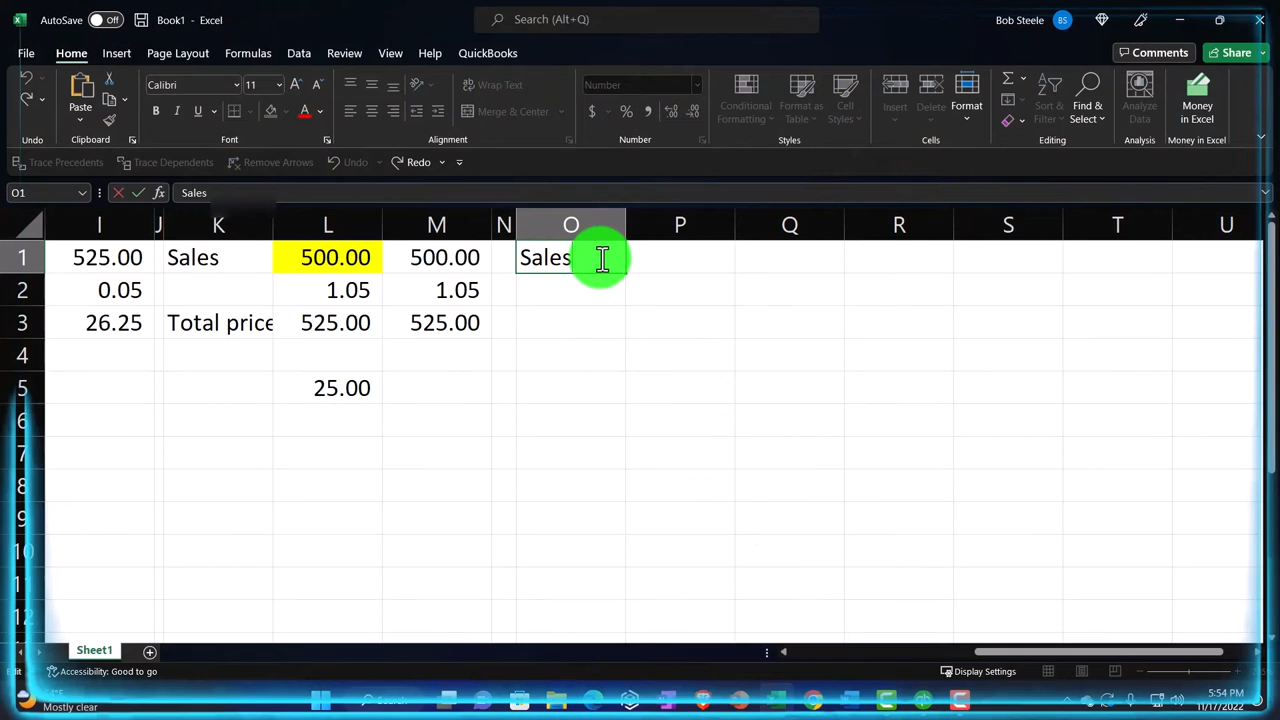 AutoSave Off Book1 - Excel Search (Alt+Q) Bob Steele BS
File Home Insert Page Layout Formulas Data Review View Help QuickBooks Comments Share
Paste Calibri 11 Wrap Text Number Conditional Formatting Format as Table Cell Styles Insert Delete Format Sort & Filter Find & Select Analyze Data Money in Excel
B I U A Merge & Center $ %
Undo Clipboard Font Alignment Number Styles Cells Editing Analysis Money in Excel
Trace Precedents Trace Dependents Remove Arrows Undo Redo
O1 fx Sales
I J K L M N O P Q R S T U
1 525.00 Sales 500.00 500.00 Sales
2 0.05 1.05 1.05
3 26.25 Total price 525.00 525.00
4
5 25.00
6
7
8
9
10
11
12
Sheet1
Edit Accessibility: Good to go Display Settings
Mostly clear
5:54 PM
11/17/2022